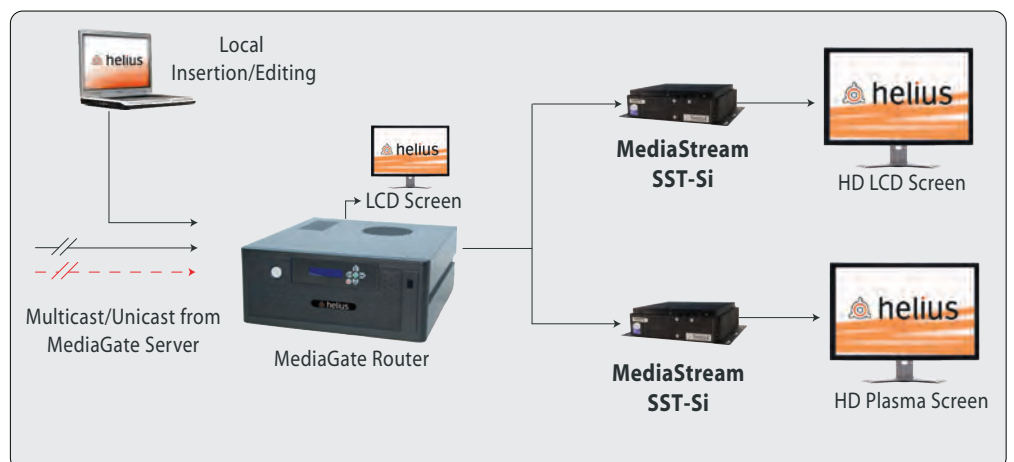 helius
Local
Insertion/Editing
helius
LCD Screen
Multicast/Unicast from
MediaGate Server
helius
MediaGate Router
MediaStream
SST-Si
helius
HD LCD Screen
MediaStream
SST-Si
helius
HD Plasma Screen